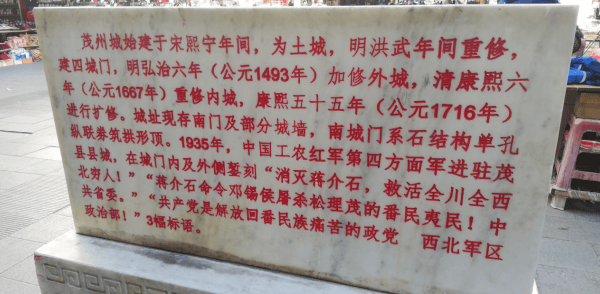 茂州城始建于宋熙宁年间，为土城，明洪武年间重修，
建四城门，明弘治六年（公元1493年）加修外城，清康熙六
年（公元1667年）重修内城，康熙五十五年（公元1716年）
进行扩修。城址现存南门及部分城墙，南城门系石结构单孔
纵联券筑拱形顶。1935年，中国工农红军第四方面军进驻茂
县县城，在城门内及外侧錾刻“消灭蒋介石，救活全川全西
北穷人！”“蒋介石命令邓锡侯屠杀松理茂的番民夷民！中
共省委。”“共产党是解放回番民族痛苦的政党　西北军区
政治部！”3幅标语。